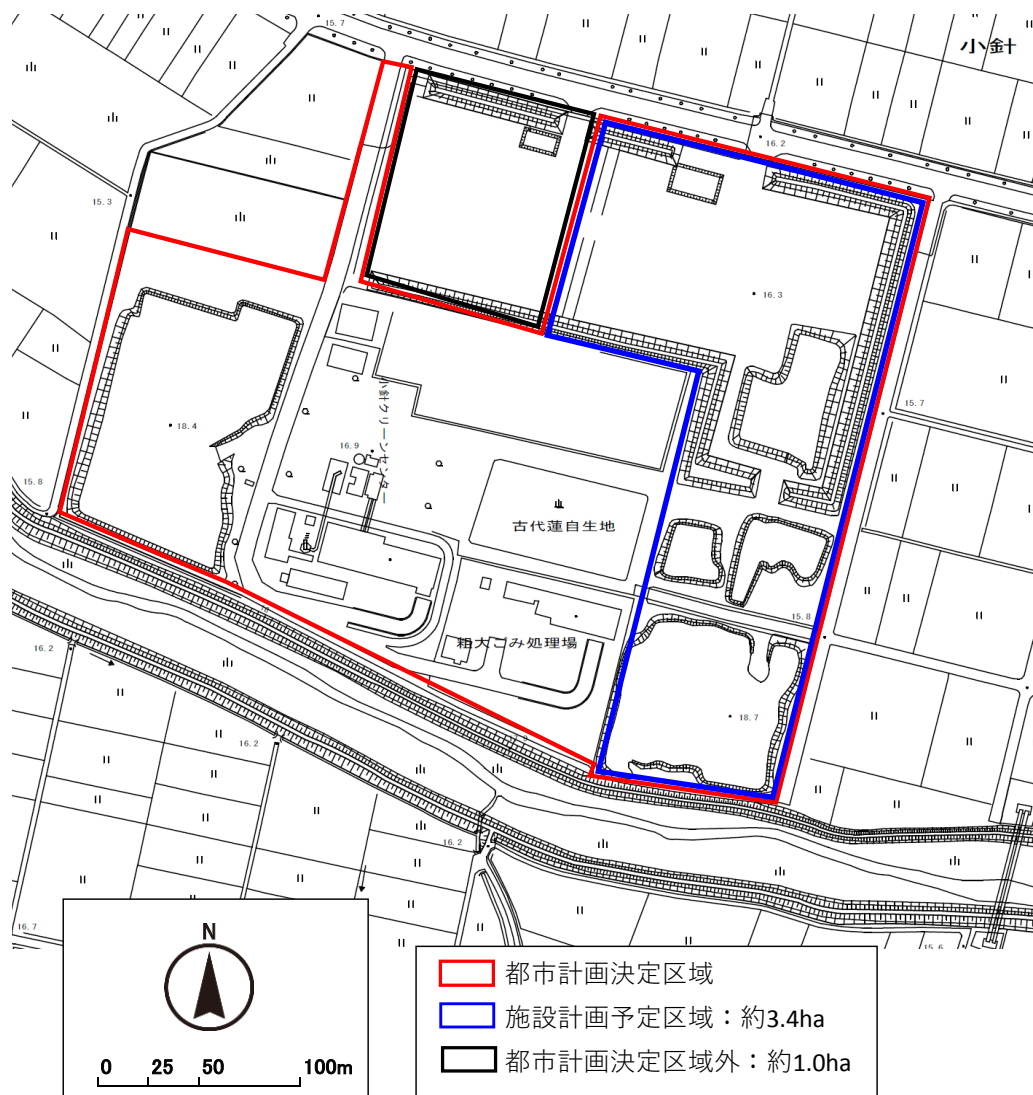 15.7
小針
16.2
15.3
16.3
15.7
18.4
小針クリーンセンター
16.9
15.8
古代蓮自生地
15.8
粗大ごみ処理場
16.2
18.7
16.2
16.2
16.7
15.6
N
0 25 50 100m
都市計画決定区域
施設計画予定区域：約3.4ha
都市計画決定区域外：約1.0ha